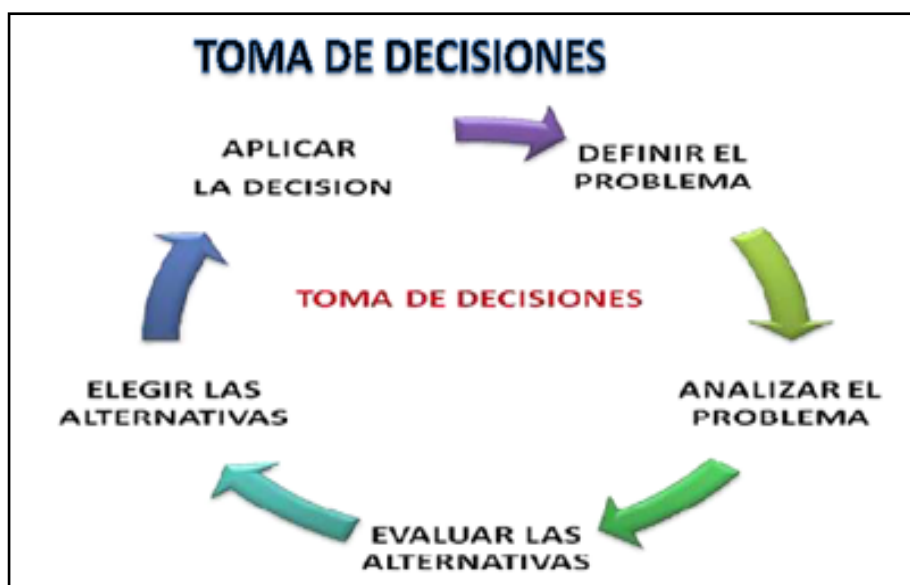 TOMA DE DECISIONES
APLICAR
LA DECISION
DEFINIR EL
PROBLEMA
TOMA DE DECISIONES
ELEGIR LAS
ALTERNATIVAS
ANALIZAR EL
PROBLEMA
EVALUAR LAS
ALTERNATIVAS